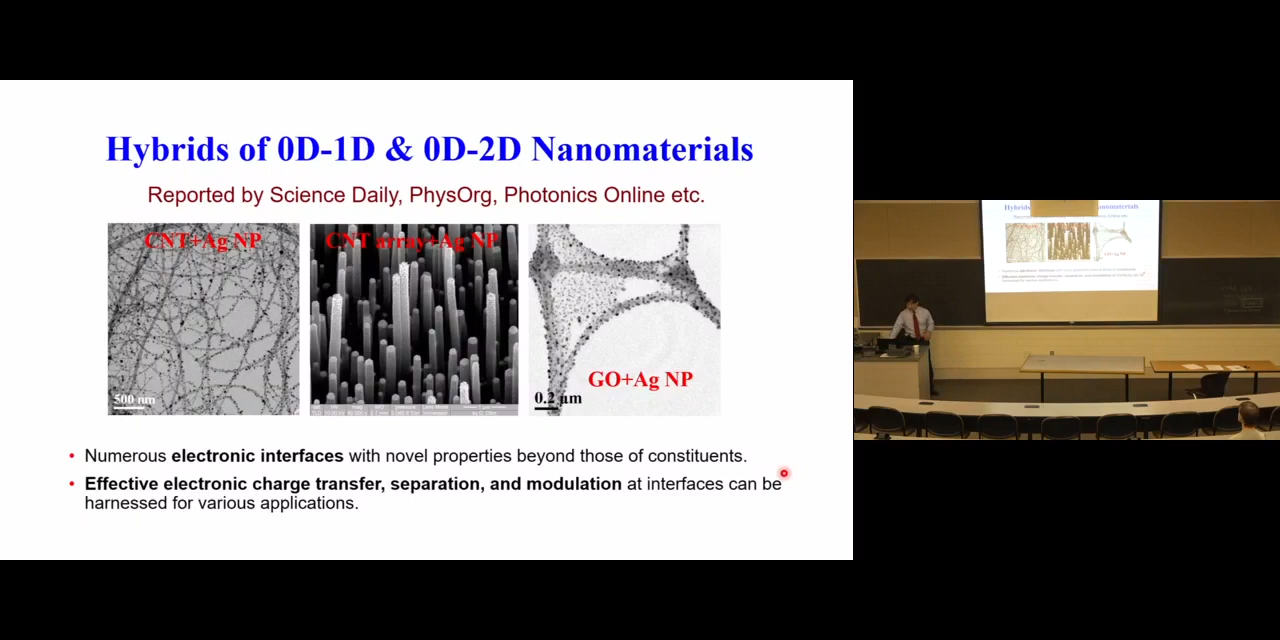 Hybrids of 0D-1D & 0D-2D Nanomaterials
Reported by Science Daily, PhysOrg, Photonics Online etc.
CNT+Ag NP
500 nm
CNT array+Ag NP
GO+Ag NP
0.2 µm
• Numerous electronic interfaces with novel properties beyond those of constituents.
• Effective electronic charge transfer, separation, and modulation at interfaces can be
harnessed for various applications.